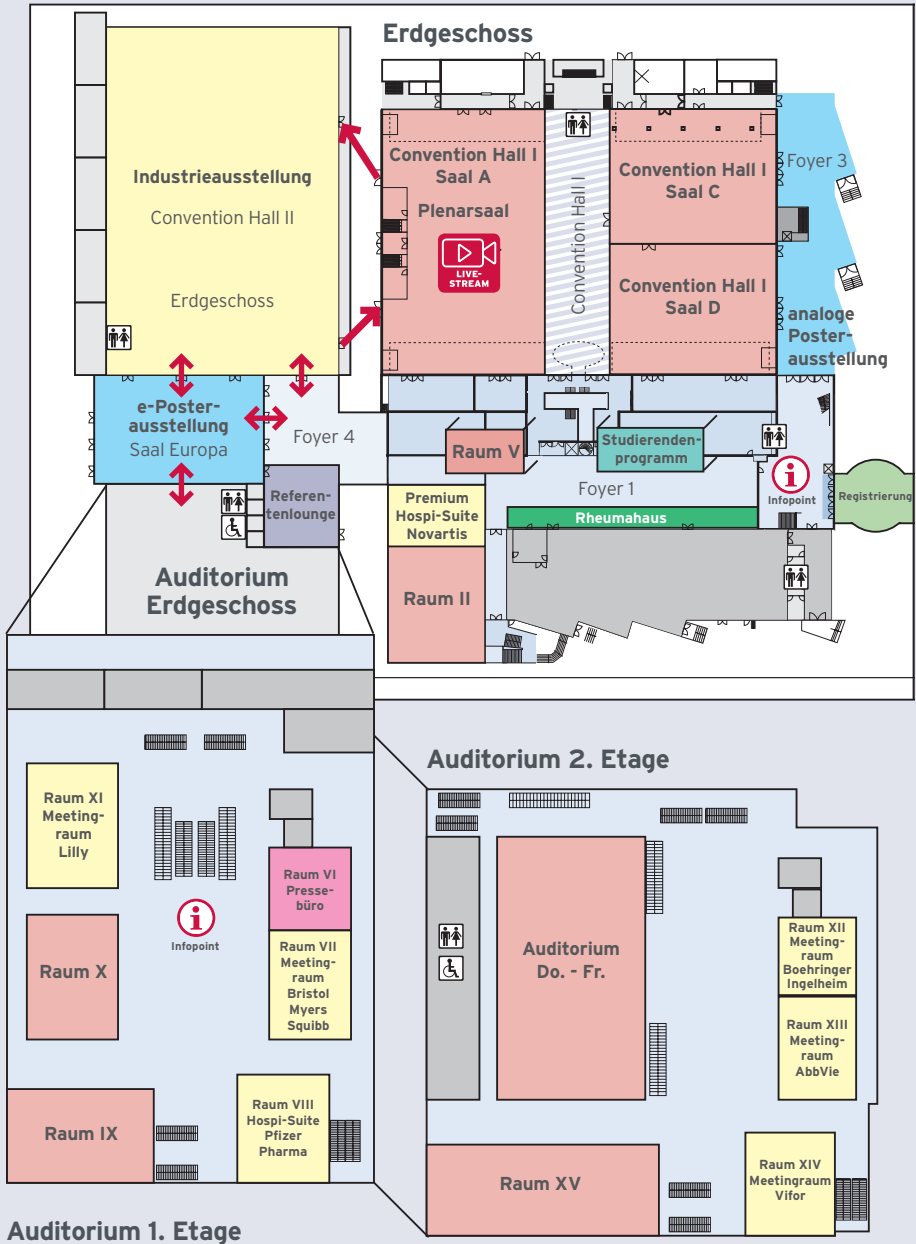 Erdgeschoss
Industrieausstellung
Convention Hall II
Erdgeschoss
Convention Hall I
Saal A
Plenarsaal
LIVE-
STREAM
Convention Hall I
Convention Hall I
Saal C
Convention Hall I
Saal D
Foyer 3
analoge
Poster-
ausstellung
e-Poster-
ausstellung
Saal Europa
Foyer 4
Raum V
Studierenden-
programm
Foyer 1
Infopoint
Registrierung
Referen-
tenlounge
Premium
Hospi-Suite
Novartis
Rheumahaus
Raum II
Auditorium
Erdgeschoss
Raum XI
Meeting-
raum
Lilly
Raum VI
Presse-
büro
Infopoint
Raum X
Raum VII
Meeting-
raum
Bristol
Myers
Squibb
Raum IX
Raum VIII
Hospi-Suite
Pfizer
Pharma
Auditorium 1. Etage
Auditorium 2. Etage
Auditorium
Do. - Fr.
Raum XII
Meeting-
raum
Boehringer
Ingelheim
Raum XIII
Meeting-
raum
AbbVie
Raum XV
Raum XIV
Meetingraum
Vifor